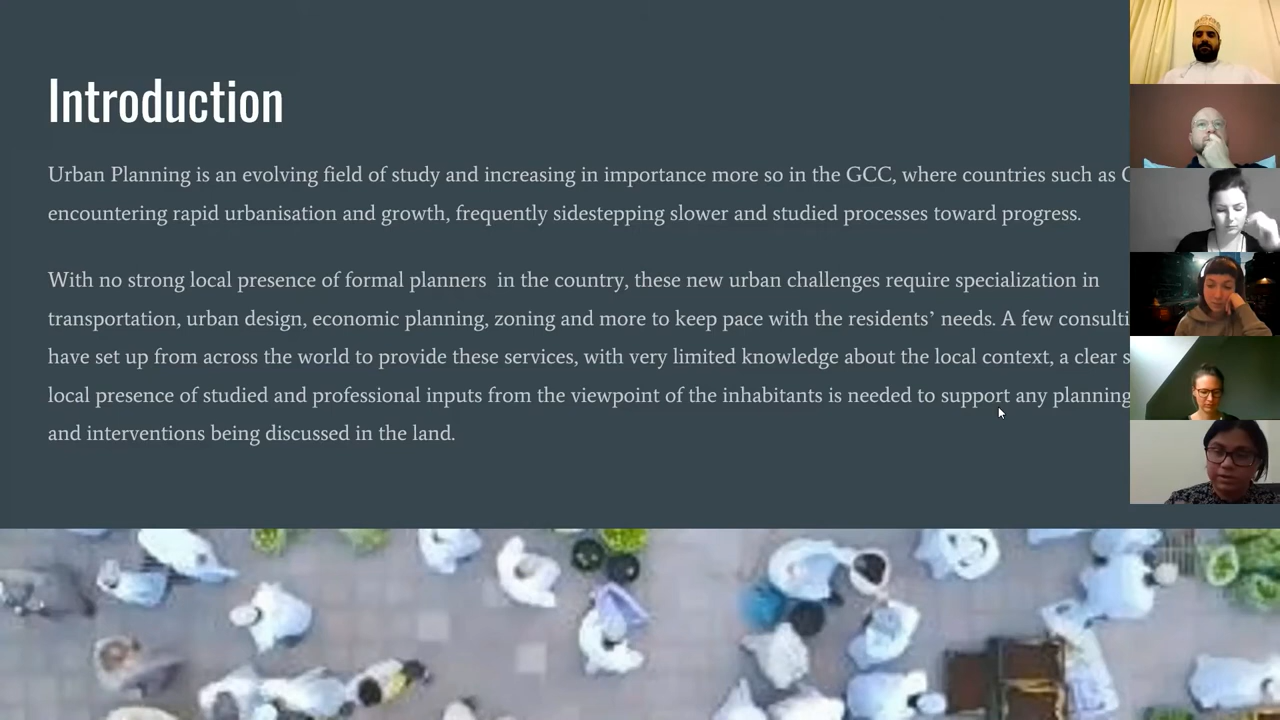 Introduction
Urban Planning is an evolving field of study and increasing in importance more so in the GCC, where countries such as
encountering rapid urbanisation and growth, frequently sidestepping slower and studied processes toward progress.
With no strong local presence of formal planners in the country, these new urban challenges require specialization in
transportation, urban design, economic planning, zoning and more to keep pace with the residents’ needs. A few
have set up from across the world to provide these services, with very limited knowledge about the local context, a clear
local presence of studied and professional inputs from the viewpoint of the inhabitants is needed to support any planning
and interventions being discussed in the land.